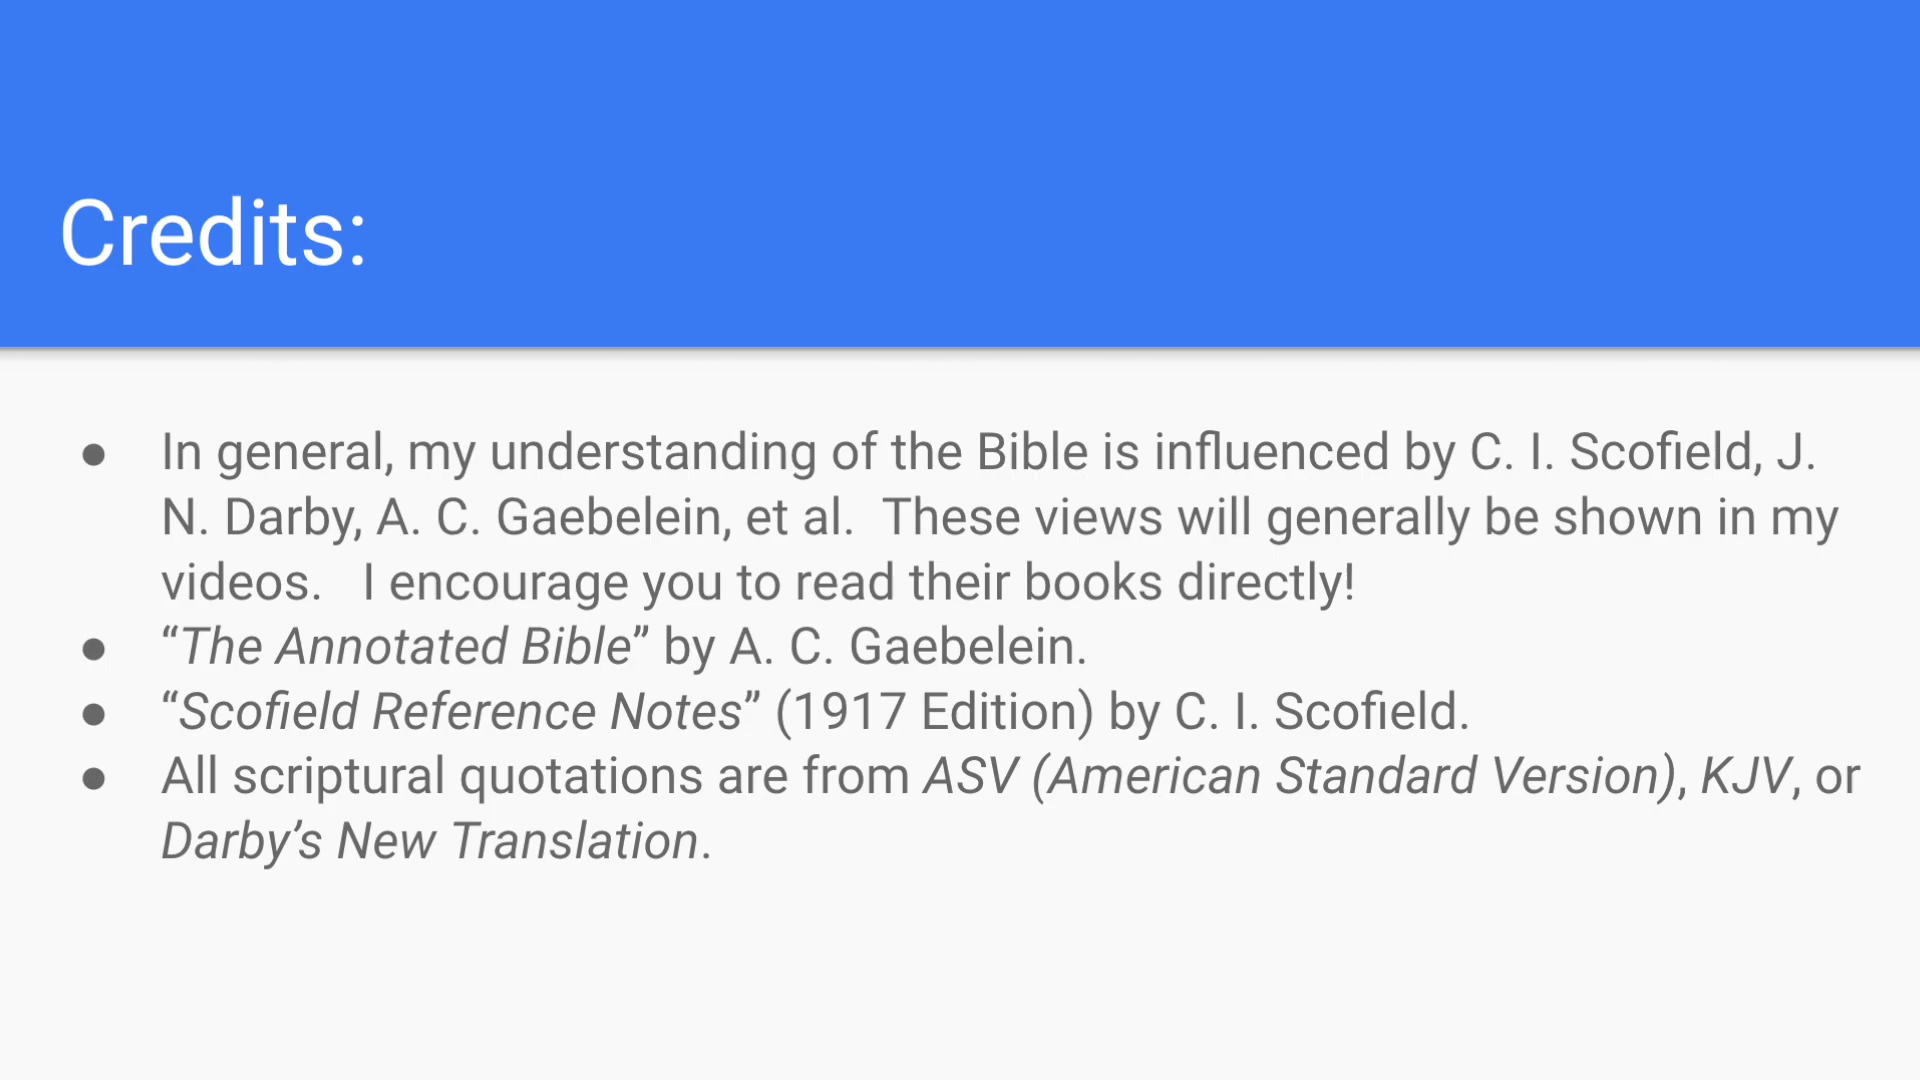 Credits:
● In general, my understanding of the Bible is influenced by C. I. Scofield, J.
N. Darby, A. C. Gaebelein, et al.  These views will generally be shown in my
videos.   I encourage you to read their books directly!
● “The Annotated Bible” by A. C. Gaebelein.
● “Scofield Reference Notes” (1917 Edition) by C. I. Scofield.
● All scriptural quotations are from ASV (American Standard Version), KJV, or
Darby’s New Translation.